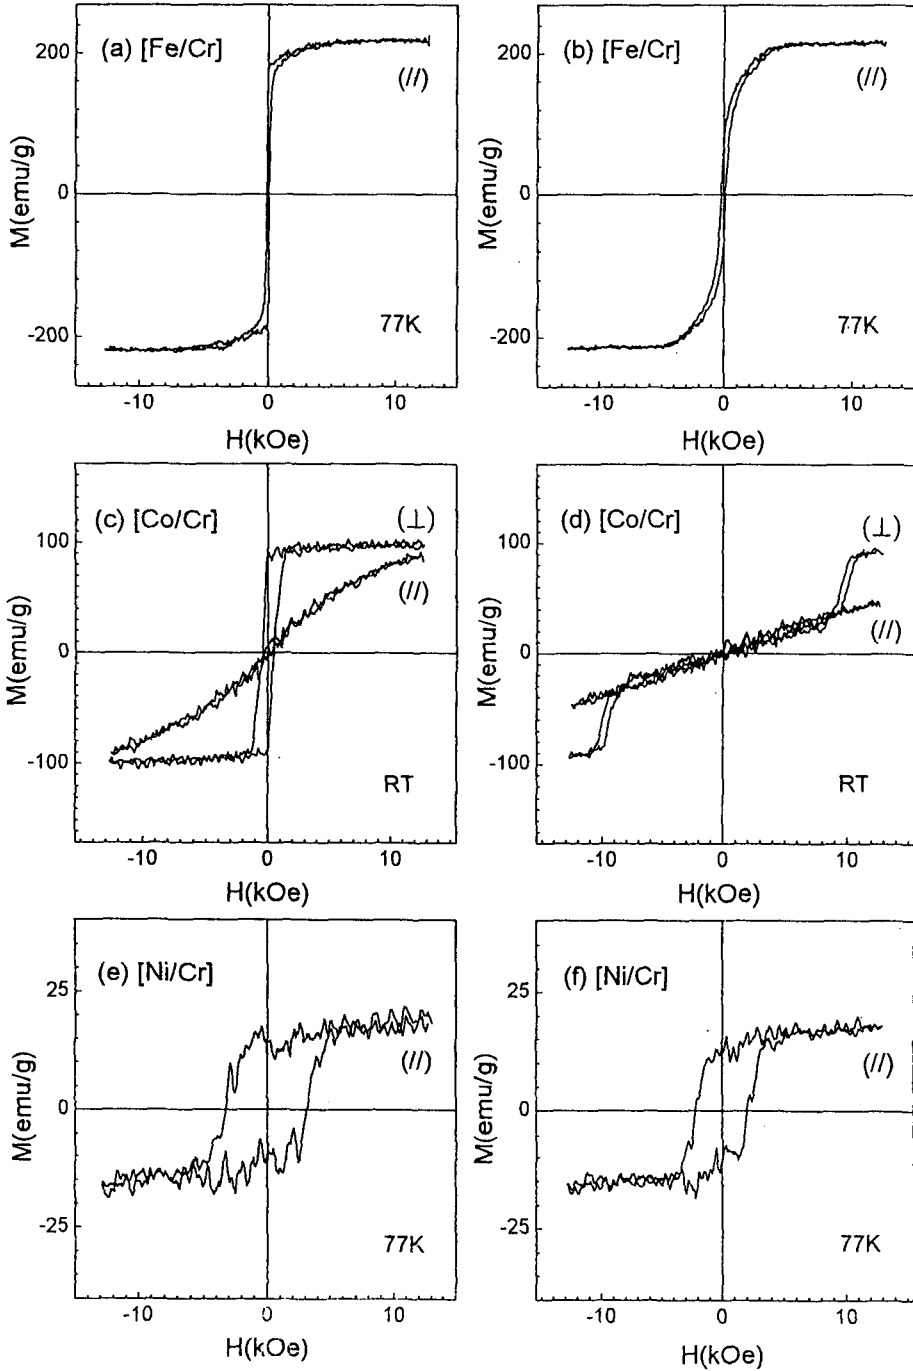 (a) [Fe/Cr]
(//)
77K
200
0
-200
M(emu/g)
-10
0
10
H(kOe)
(b) [Fe/Cr]
(//)
77K
200
0
-200
M(emu/g)
-10
0
10
H(kOe)
(c) [Co/Cr]
(⊥)
(//)
RT
100
0
-100
M(emu/g)
-10
0
10
H(kOe)
(d) [Co/Cr]
(⊥)
(//)
RT
100
0
-100
M(emu/g)
-10
0
10
H(kOe)
(e) [Ni/Cr]
(//)
77K
25
0
-25
M(emu/g)
-10
0
10
H(kOe)
(f) [Ni/Cr]
(//)
77K
25
0
-25
M(emu/g)
-10
0
10
H(kOe)